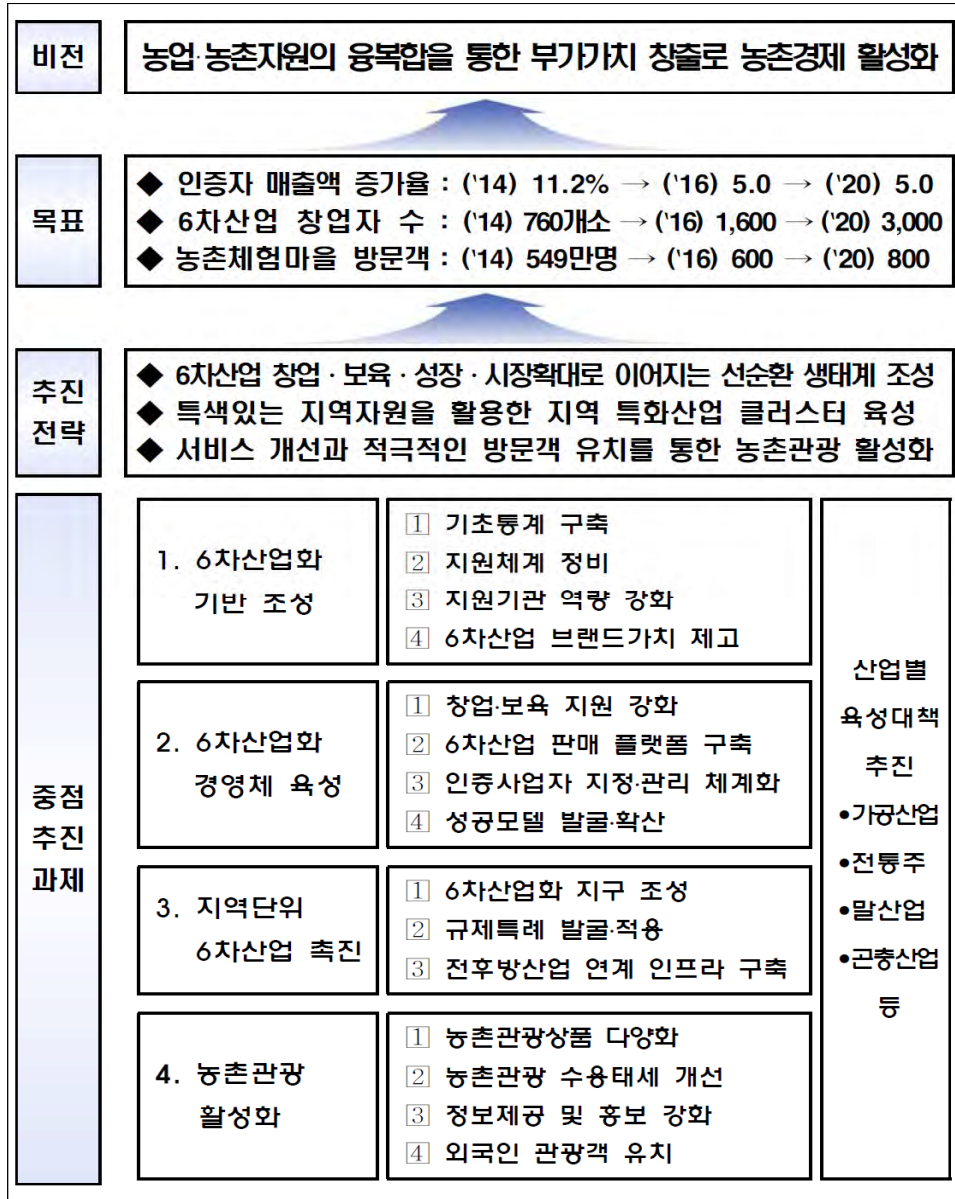 비전
농업·농촌자원의 융복합을 통한 부가가치 창출로 농촌경제 활성화
목표
◆ 인증자 매출액 증가율 : ('14) 11.2% → ('16) 5.0 → ('20) 5.0
◆ 6차산업 창업자 수 : ('14) 760개소 → ('16) 1,600 → ('20) 3,000
◆ 농촌체험마을 방문객 : ('14) 549만명 → ('16) 600 → ('20) 800
추진
전략
◆ 6차산업 창업·보육·성장·시장확대로 이어지는 선순환 생태계 조성
◆ 특색있는 지역자원을 활용한 지역 특화산업 클러스터 육성
◆ 서비스 개선과 적극적인 방문객 유치를 통한 농촌관광 활성화
중점
추진
과제
1. 6차산업화
기반 조성
1 기초통계 구축
2 지원체계 정비
3 지원기관 역량 강화
4 6차산업 브랜드가치 제고
2. 6차산업화
경영체 육성
1 창업·보육 지원 강화
2 6차산업 판매 플랫폼 구축
3 인증사업자 지정·관리 체계화
4 성공모델 발굴·확산
3. 지역단위
6차산업 촉진
1 6차산업화 지구 조성
2 규제특례 발굴·적용
3 전후방산업 연계 인프라 구축
4. 농촌관광
활성화
1 농촌관광상품 다양화
2 농촌관광 수용태세 개선
3 정보제공 및 홍보 강화
4 외국인 관광객 유치
산업별
육성대책
추진
•가공산업
•전통주
•말산업
•곤충산업
등